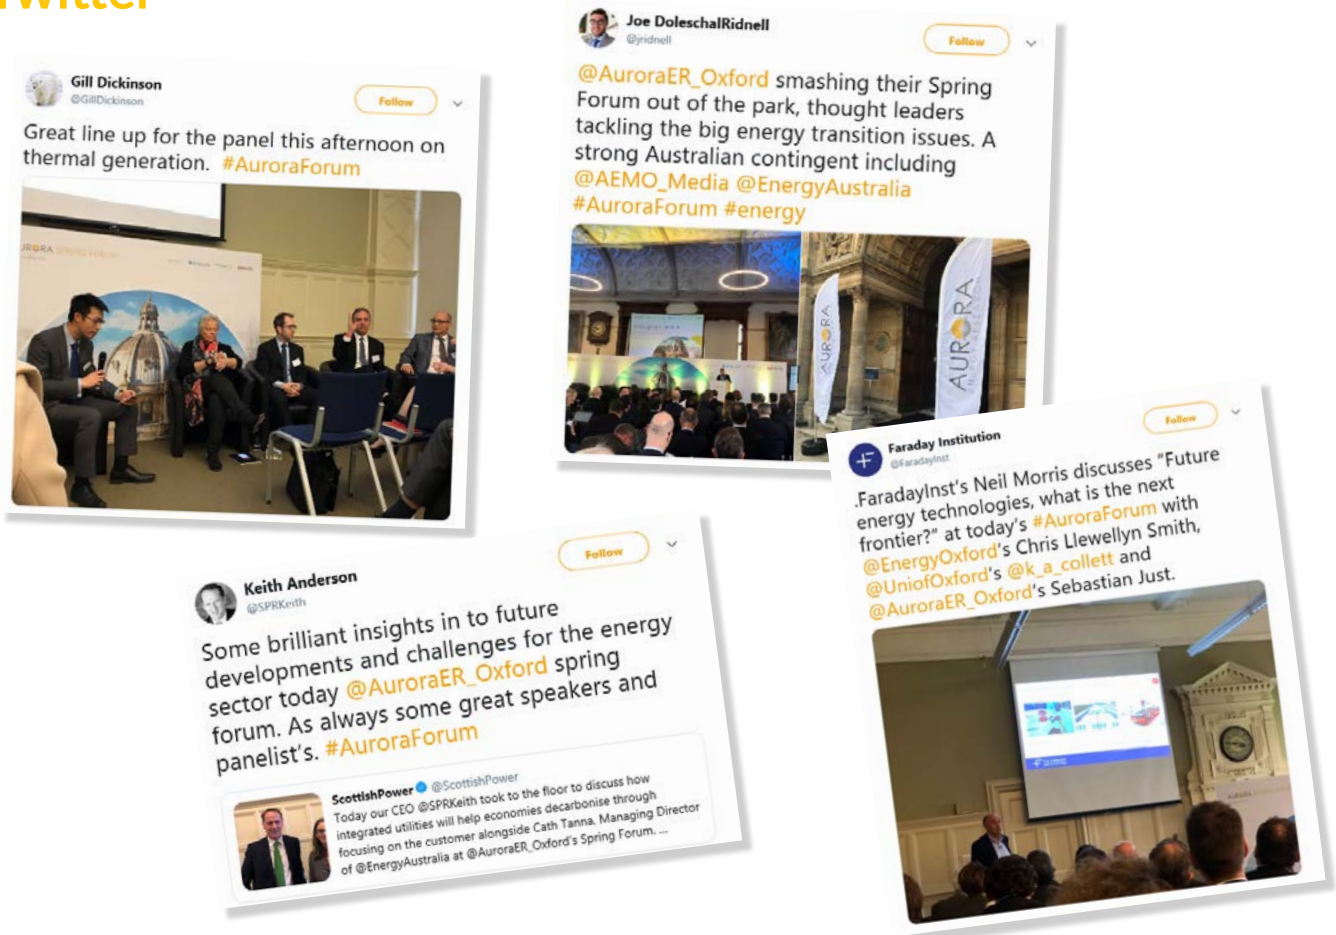 Twitter
Gill Dickinson
@GillDickinson
Follow
Great line up for the panel this afternoon on
thermal generation. #AuroraForum
SPRING FORUM
Joe DoleschalRidnell
@jridnell
Follow
@AuroraER_Oxford smashing their Spring
Forum out of the park, thought leaders
tackling the big energy transition issues. A
strong Australian contingent including
@AEMO_Media @EnergyAustralia
#AuroraForum #energy
AURORA
AURORA
Keith Anderson
@SPRKeith
Follow
Some brilliant insights in to future
developments and challenges for the energy
sector today @AuroraER_Oxford spring
forum. As always some great speakers and
panelist's. #AuroraForum
ScottishPower @ScottishPower
Today our CEO @SPRKeith took to the floor to discuss how
integrated utilities will help economies decarbonise through
focusing on the customer alongside Cath Tanna, Managing Director
of @EnergyAustralia at @AuroraER_Oxford's Spring Forum. ...
Faraday Institution
@FaradayInst
Follow
.FaradayInst's Neil Morris discusses "Future
energy technologies, what is the next
frontier?" at today's #AuroraForum with
@EnergyOxford's Chris Llewellyn Smith,
@UniofOxford's @k_a_collett and
@AuroraER_Oxford's Sebastian Just.